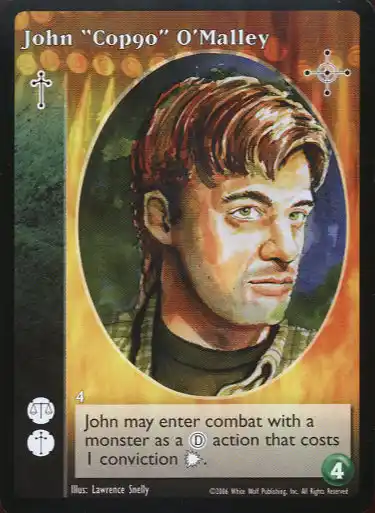 John "Cop90" O'Malley
4
John may enter combat with a
monster as a D action that costs
1 conviction.
4
Illus: Lawrence Snelly
©2006 White Wolf Publishing, Inc. All Rights Reserved